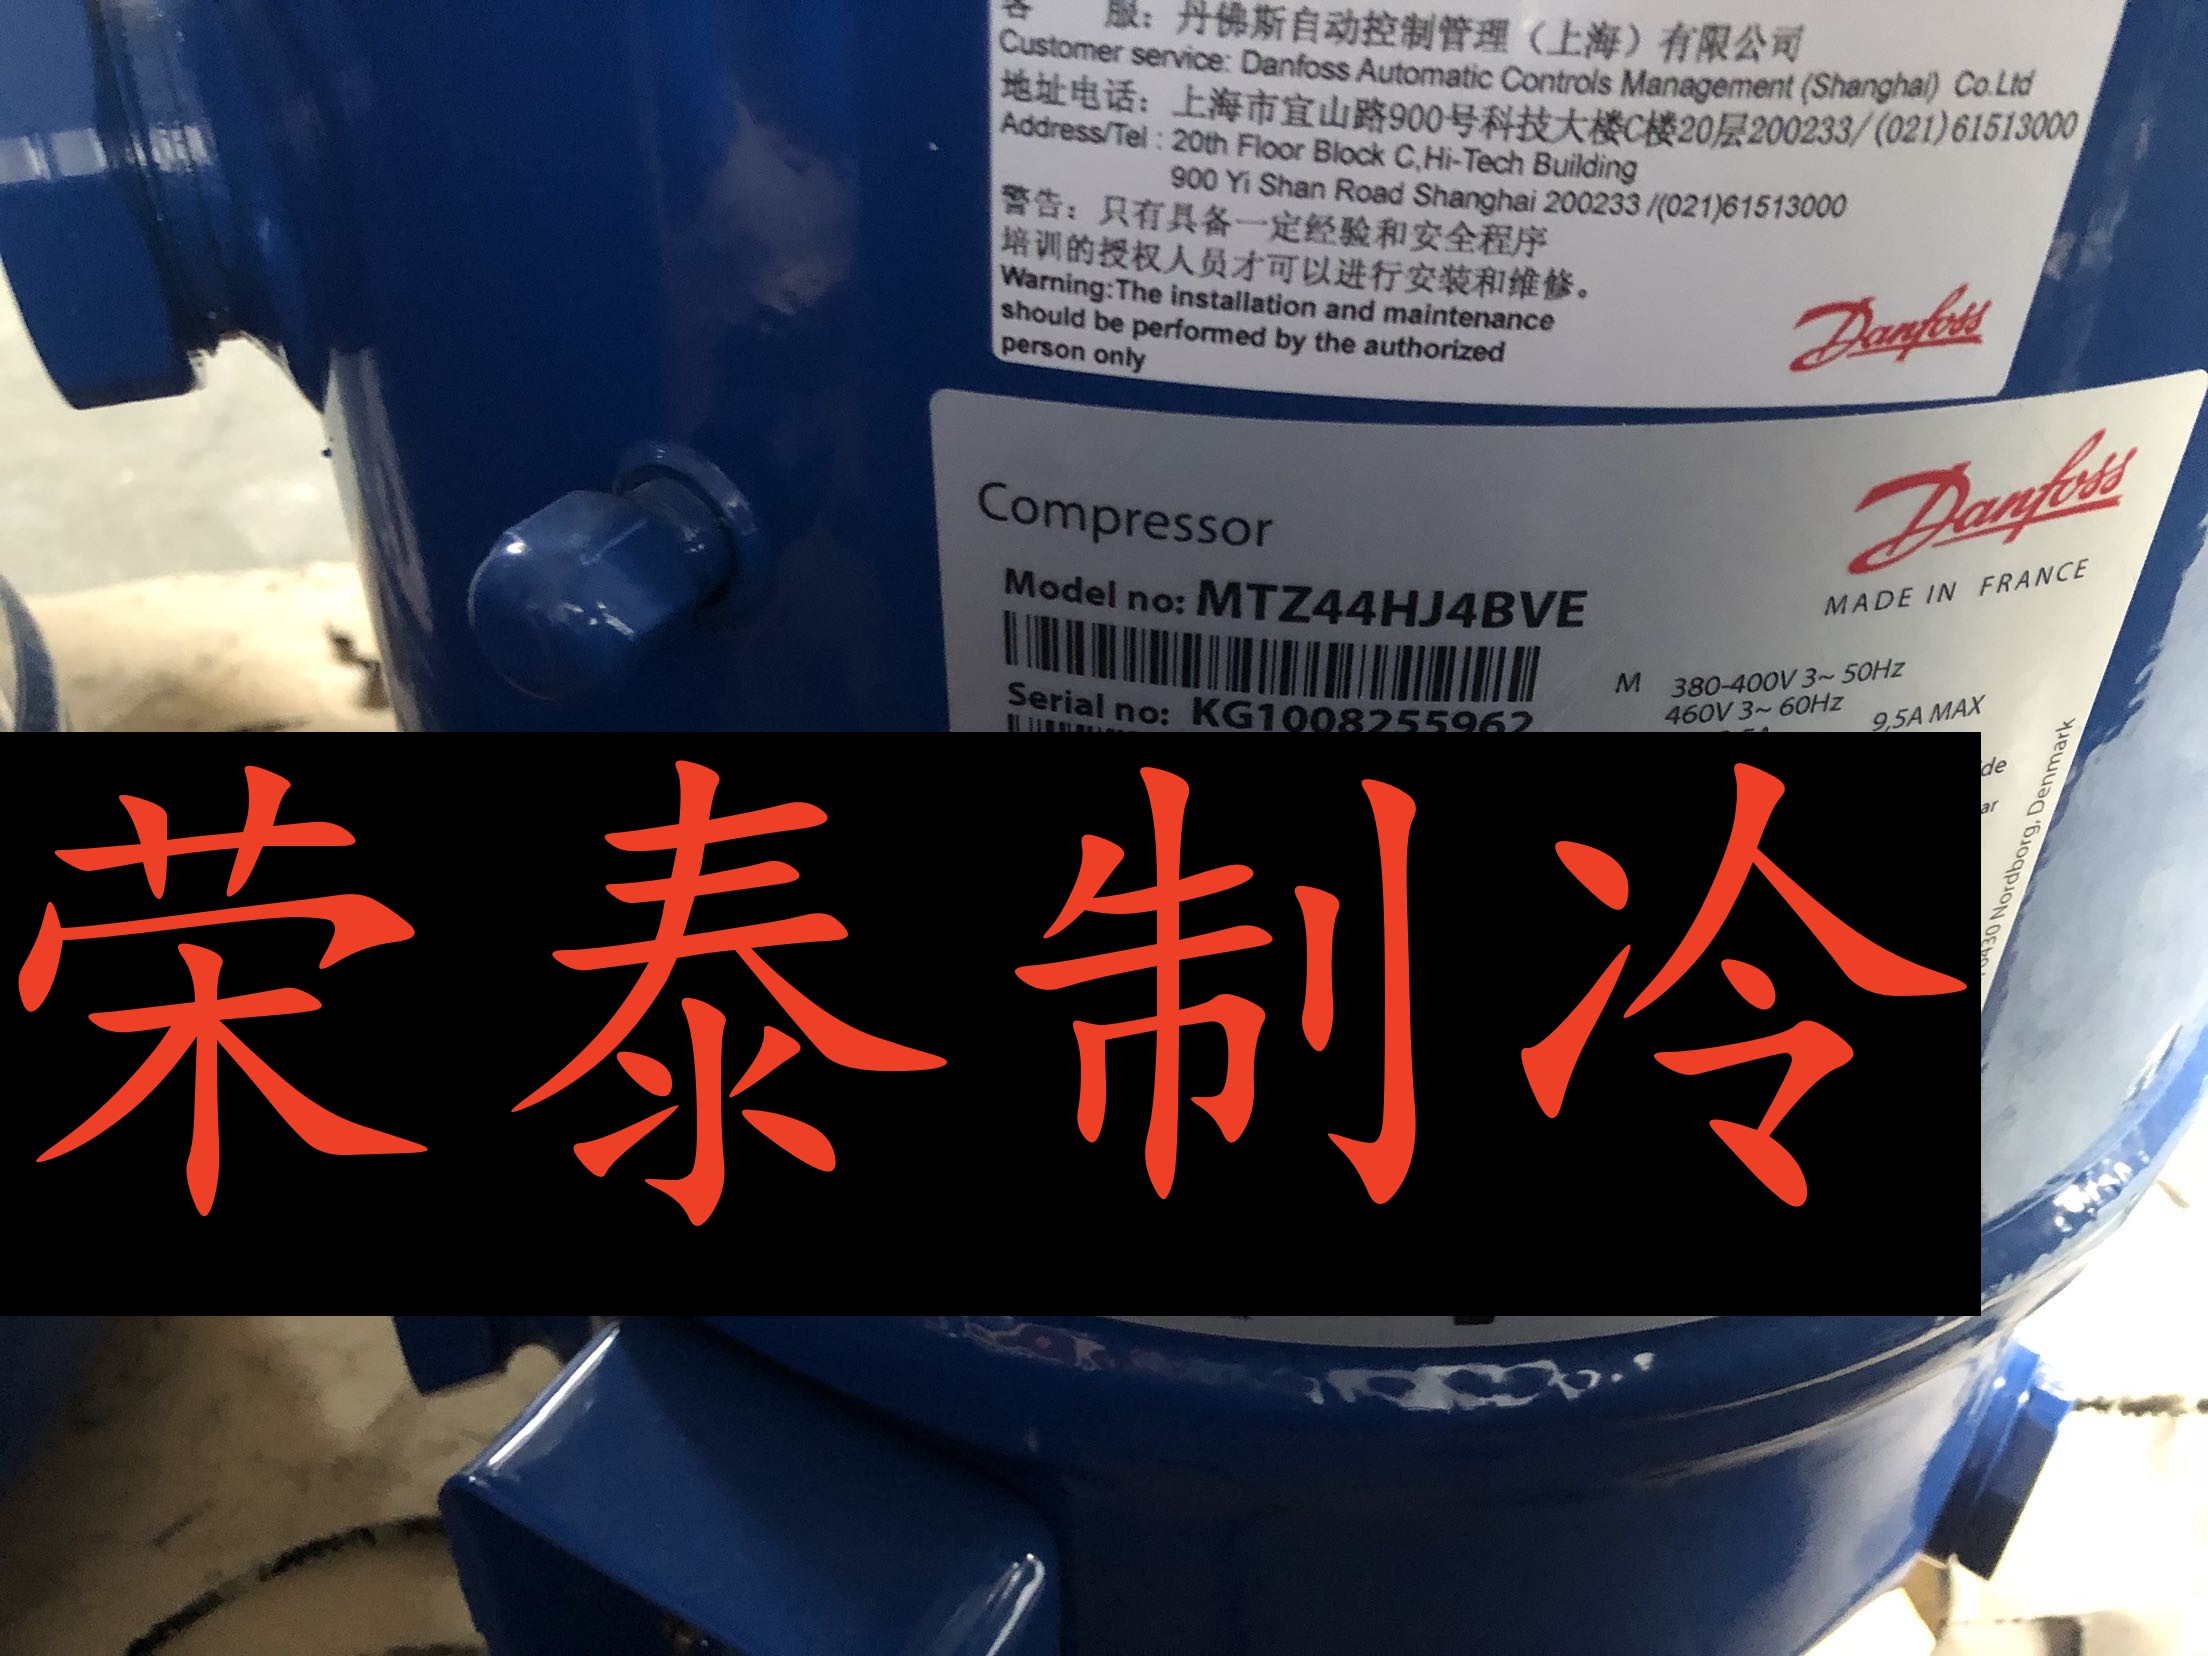 客 服：丹佛斯自动控制管理（上海）有限公司
Customer service: Danfoss Automatic Controls Management (Shanghai) Co.Ltd
地址电话：上海市宜山路900号科技大楼C楼20层200233/ (021) 61513000
Address/Tel : 20th Floor Block C,Hi-Tech Building
900 Yi Shan Road Shanghai 200233 /(021)61513000
警告：只有具备一定经验和安全程序
培训的授权人员才可以进行安装和维修。
Warning:The installation and maintenance
should be performed by the authorized
person only
Danfoss
Compressor
Danfoss
MADE IN FRANCE
Model no: MTZ44HJ4BVE
Serial no: KG1008255962
M 380-400V 3~ 50Hz
460V 3~ 60Hz
9,5A MAX
Nordborg, Denmark
荣泰制冷